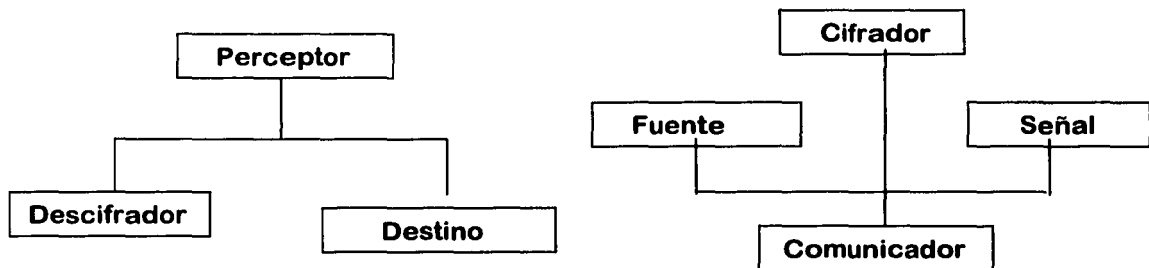 Perceptor
Descifrador
Destino
Cifrador
Fuente
Señal
Comunicador